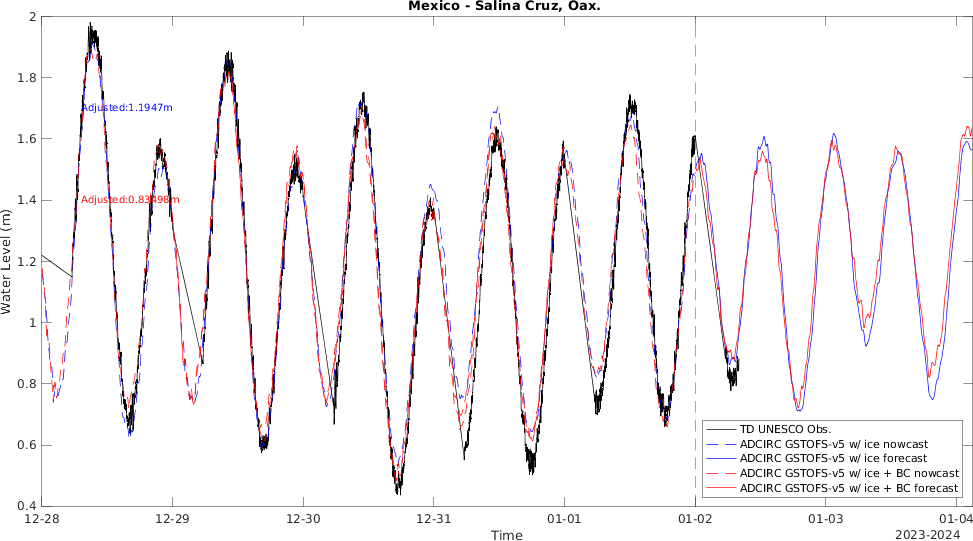 Mexico - Salina Cruz, Oax.
2
1.8
1.6
1.4
1.2
1
0.8
0.6
0.4
Water Level (m)
Adjusted:1.1947m
Adjusted:0.83498m
TD UNESCO Obs.
ADCIRC GSTOFS-v5 w/ ice nowcast
ADCIRC GSTOFS-v5 w/ ice forecast
ADCIRC GSTOFS-v5 w/ ice + BC nowcast
ADCIRC GSTOFS-v5 w/ ice + BC forecast
12-28 12-29 12-30 12-31 01-01 01-02 01-03 01-04
Time
2023-2024